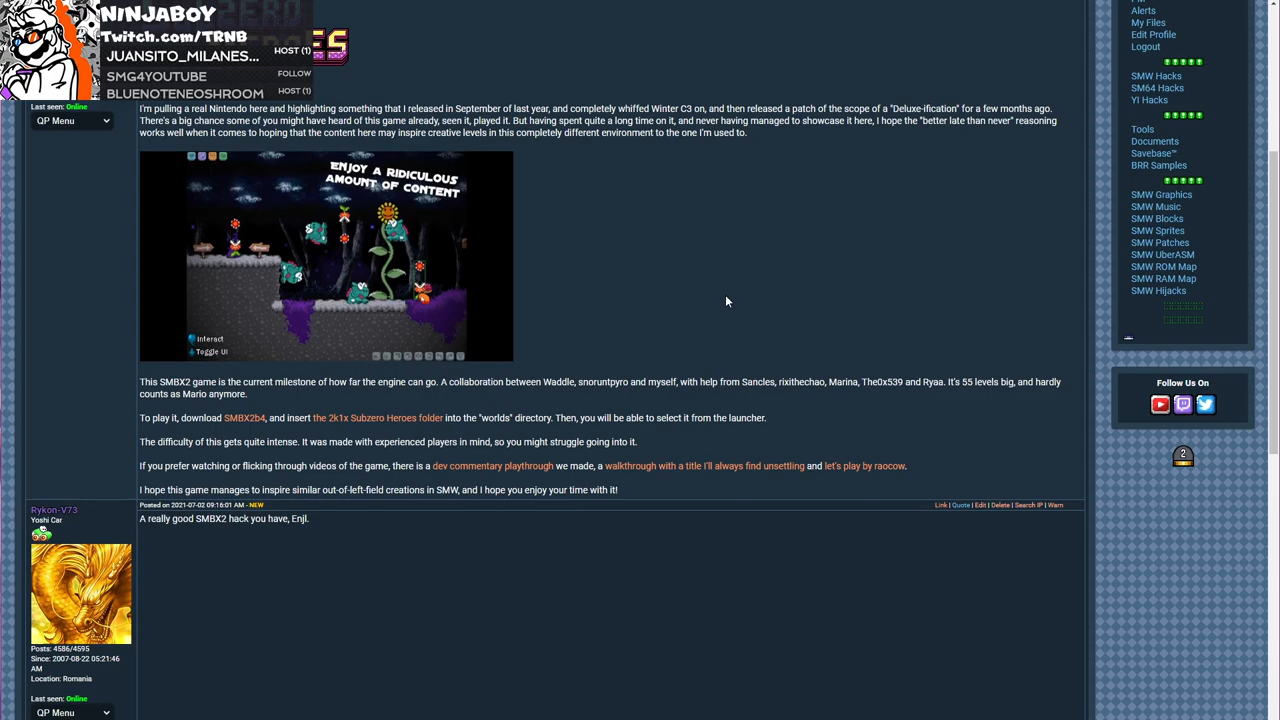 NINJABOY
Twitch.com/TRNB
JUANSITO_MILANES... HOST (1)
SMG4YOUTUBE FOLLOW
BLUENOTENEOSHROOM HOST (1)
Last seen: Online
QP Menu
I'm pulling a real Nintendo here and highlighting something that I released in September of last year, and completely whiffed Winter C3 on, and then released a patch of the scope of a "Deluxe-ification" for a few months ago.
There's a big chance some of you might have heard of this game already, seen it, played it. But having spent quite a long time on it, and never having managed to showcase it here, I hope the "better late than never" reasoning
works well when it comes to hoping that the content here may inspire creative levels in this completely different environment to the one I'm used to.
ENJOY A RIDICULOUS
AMOUNT OF CONTENT
Interact
Toggle UI
This SMBX2 game is the current milestone of how far the engine can go. A collaboration between Waddle, snoruntpyro and myself, with help from Sancles, rixithechao, Marina, The0x539 and Ryaa. It's 55 levels big, and hardly
counts as Mario anymore.
To play it, download SMBX2b4, and insert the 2k1x Subzero Heroes folder into the "worlds" directory. Then, you will be able to select it from the launcher.
The difficulty of this gets quite intense. It was made with experienced players in mind, so you might struggle going into it.
If you prefer watching or flicking through videos of the game, there is a dev commentary playthrough we made, a walkthrough with a title I'll always find unsettling and let's play by raocow.
I hope this game manages to inspire similar out-of-left-field creations in SMW, and I hope you enjoy your time with it!
Rykon-V73
Yoshi Car
Posted on 2021-07-02 09:16:01 AM - NEW
Link | Quote | Edit | Delete | Search IP | Warn
A really good SMBX2 hack you have, Enjl.
Posts: 4586/4595
Since: 2007-08-22 05:21:46
AM
Location: Romania
Last seen: Online
QP Menu
Alerts
My Files
Edit Profile
Logout
SMW Hacks
SM64 Hacks
YI Hacks
Tools
Documents
Savebase™
BRR Samples
SMW Graphics
SMW Music
SMW Blocks
SMW Sprites
SMW Patches
SMW UberASM
SMW ROM Map
SMW RAM Map
SMW Hijacks
Follow Us On
2